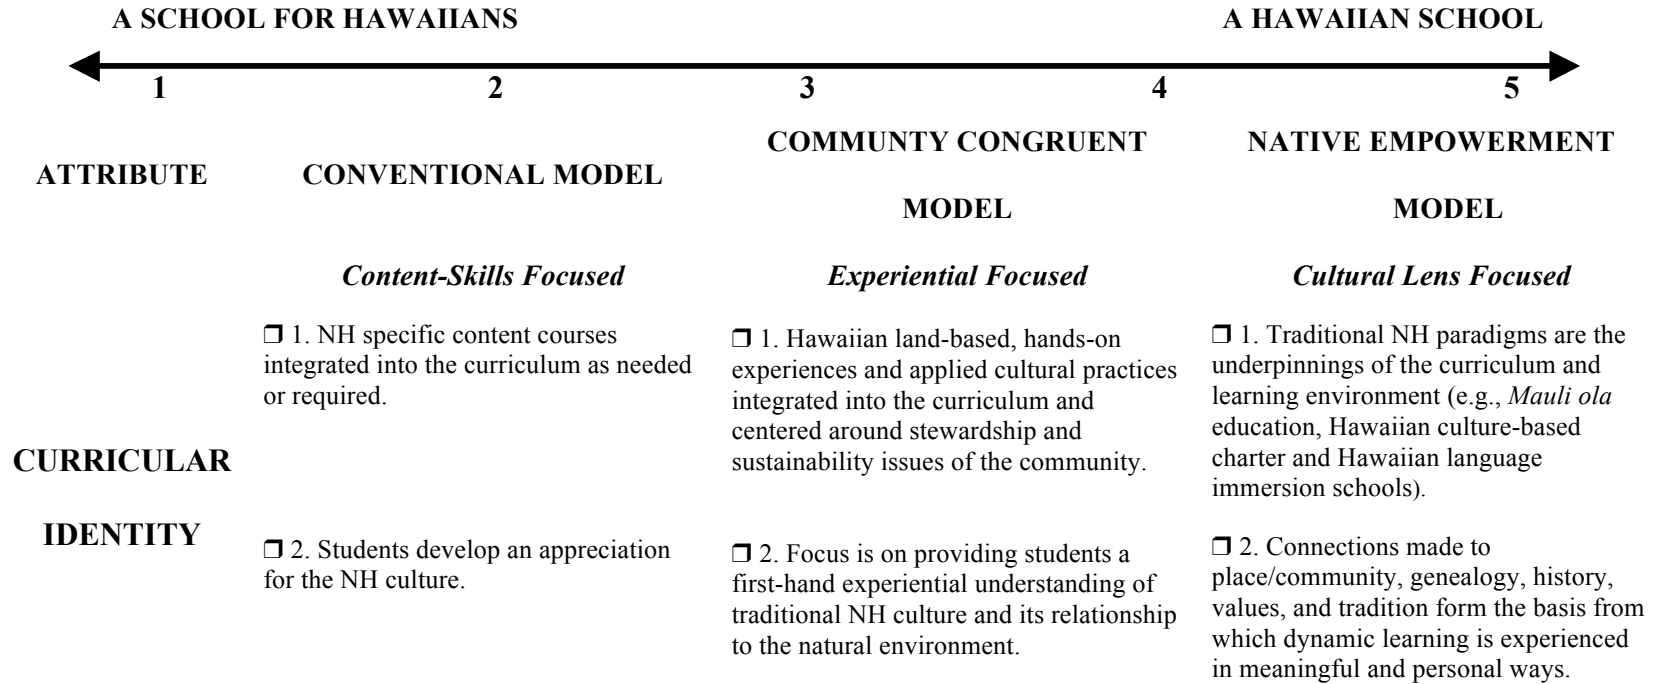 A SCHOOL FOR HAWAIIANS
A HAWAIIAN SCHOOL
1 2 3 4 5
ATTRIBUTE
CONVENTIONAL MODEL
COMMUNTY CONGRUENT
MODEL
NATIVE EMPOWERMENT
MODEL
Content-Skills Focused
Experiential Focused
Cultural Lens Focused
CURRICULAR
IDENTITY
❒ 1. NH specific content courses
integrated into the curriculum as needed
or required.
❒ 2. Students develop an appreciation
for the NH culture.
❒ 1. Hawaiian land-based, hands-on
experiences and applied cultural practices
integrated into the curriculum and
centered around stewardship and
sustainability issues of the community.
❒ 2. Focus is on providing students a
first-hand experiential understanding of
traditional NH culture and its relationship
to the natural environment.
❒ 1. Traditional NH paradigms are the
underpinnings of the curriculum and
learning environment (e.g., Mauli ola
education, Hawaiian culture-based
charter and Hawaiian language
immersion schools).
❒ 2. Connections made to
place/community, genealogy, history,
values, and tradition form the basis from
which dynamic learning is experienced
in meaningful and personal ways.